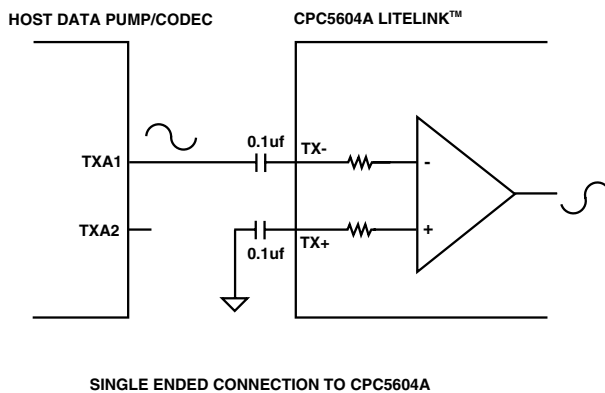 HOST DATA PUMP/CODEC
CPC5604A LITELINK™
TXA1
0.1uf
TX-
-
TXA2
0.1uf
TX+
+
SINGLE ENDED CONNECTION TO CPC5604A